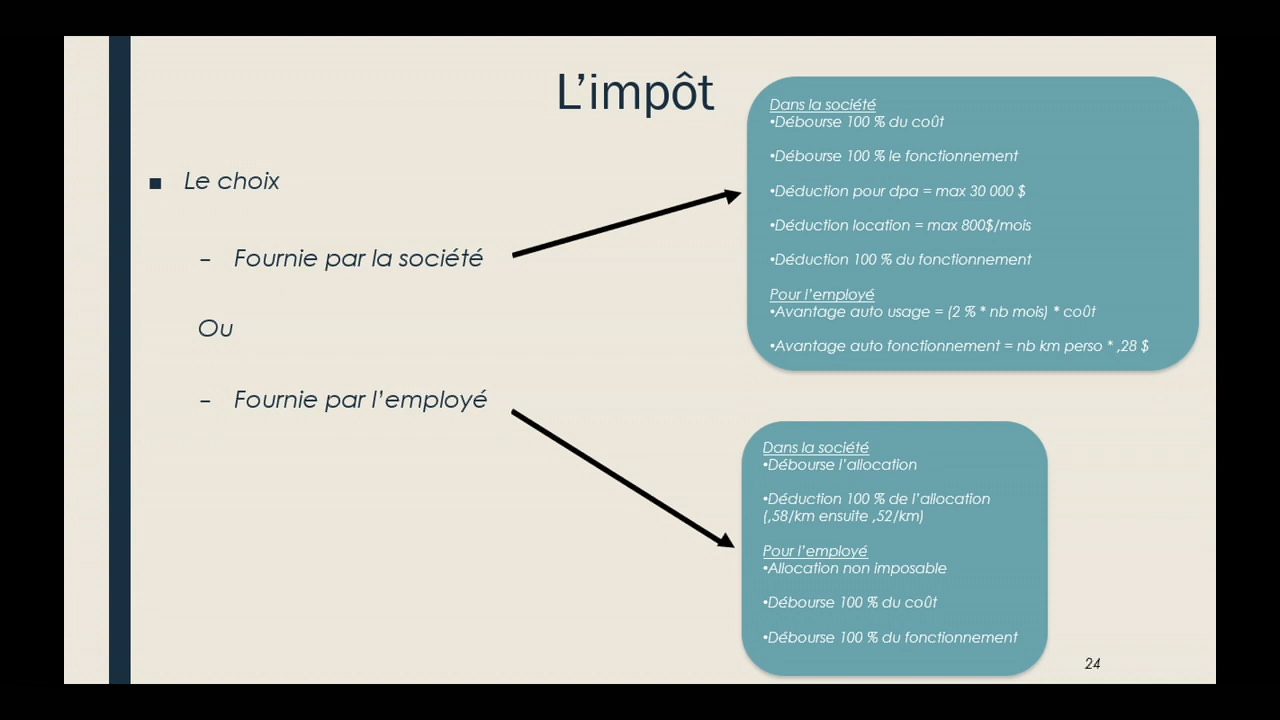 L’impôt
▪ Le choix
– Fournie par la société
Ou
– Fournie par l’employé
Dans la société
•Débourse 100 % du coût
•Débourse 100 % le fonctionnement
•Déduction pour dpa = max 30 000 $
•Déduction location = max 800$/mois
•Déduction 100 % du fonctionnement
Pour l’employé
•Avantage auto usage = (2 % * nb mois) * coût
•Avantage auto fonctionnement = nb km perso * ,28 $
Dans la société
•Débourse l’allocation
•Déduction 100 % de l’allocation
(,58/km ensuite ,52/km)
Pour l’employé
•Allocation non imposable
•Débourse 100 % du coût
•Débourse 100 % du fonctionnement
24